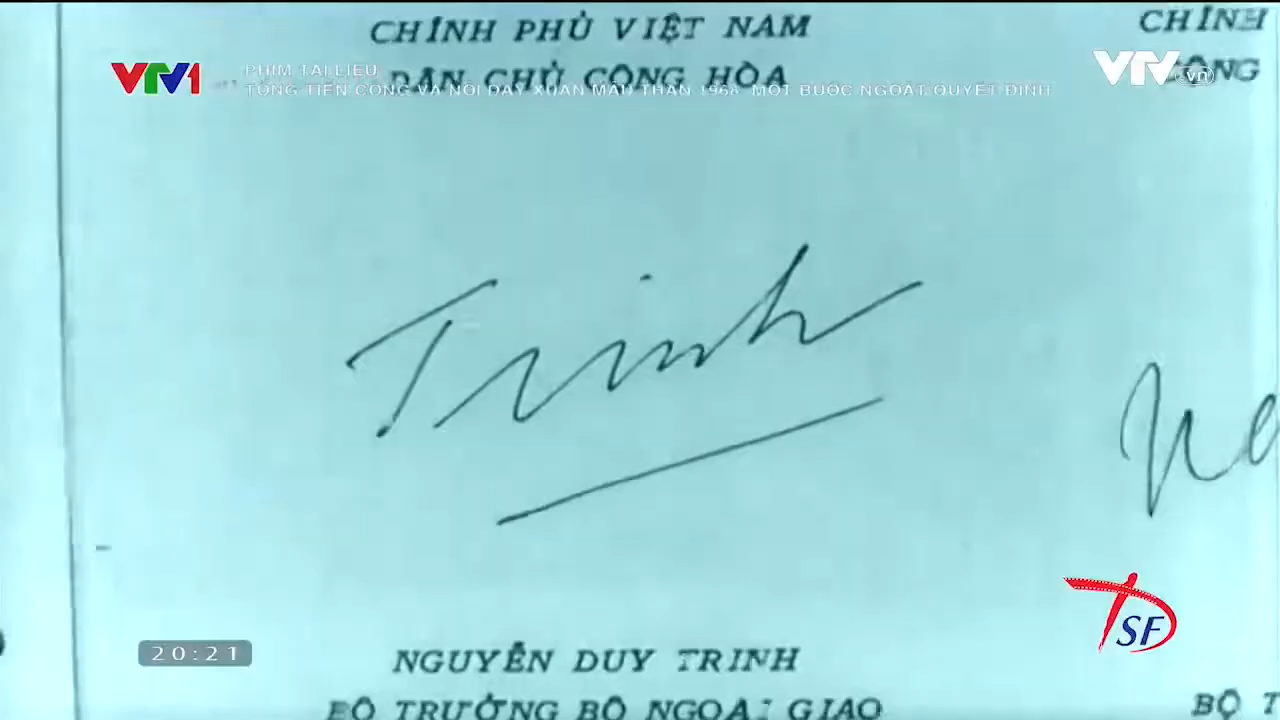 CHÍNH PHỦ VIỆT NAM
DÂN CHỦ CỘNG HÒA
CHÍNH
CỘNG
VTV1
PHIM TÀI LIỆU
TỔNG TIẾN CÔNG VÀ NỔI DẬY XUÂN MẬU THÂN 1968 MỘT BƯỚC NGOẶT QUYẾT ĐỊNH
VTV.vn
Trinh
SF
20:21
NGUYỄN DUY TRINH
BỘ TRƯỞNG BỘ NGOẠI GIAO
BỘ T